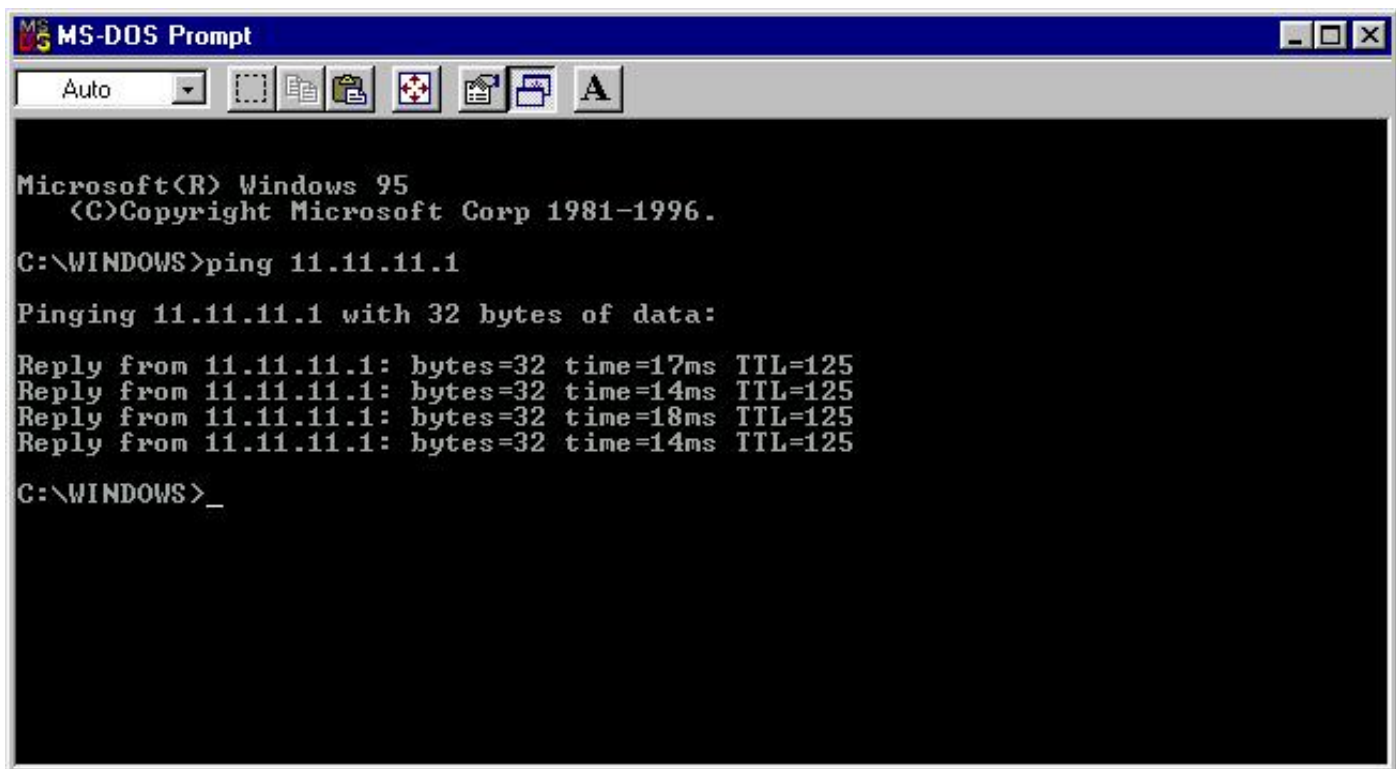 MS-DOS Prompt
Auto
A
Microsoft(R) Windows 95
(C)Copyright Microsoft Corp 1981-1996.
C:\WINDOWS>ping 11.11.11.1
Pinging 11.11.11.1 with 32 bytes of data:
Reply from 11.11.11.1: bytes=32 time=17ms TTL=125
Reply from 11.11.11.1: bytes=32 time=14ms TTL=125
Reply from 11.11.11.1: bytes=32 time=18ms TTL=125
Reply from 11.11.11.1: bytes=32 time=14ms TTL=125
C:\WINDOWS>_